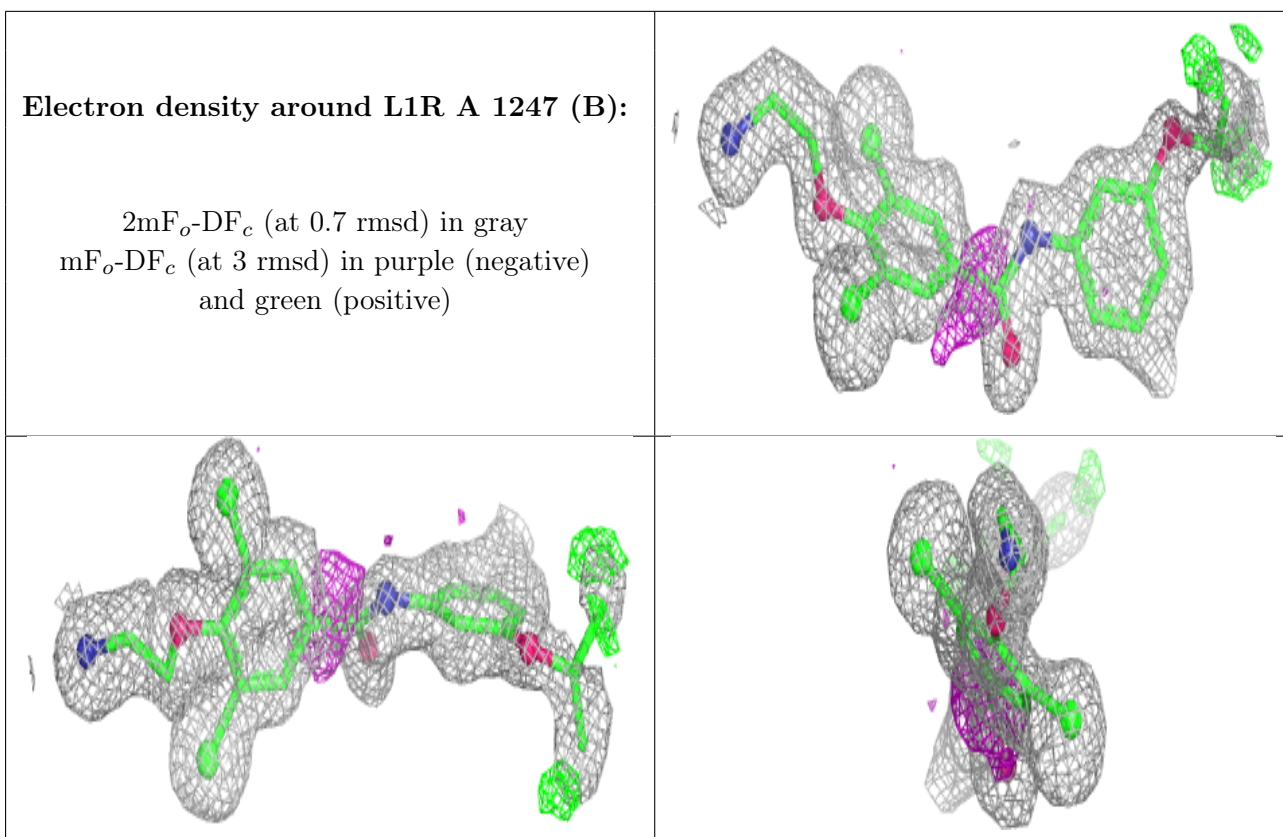 Electron density around L1R A 1247 (B):
2mFo-DFc (at 0.7 rmsd) in gray
mFo-DFc (at 3 rmsd) in purple (negative)
and green (positive)